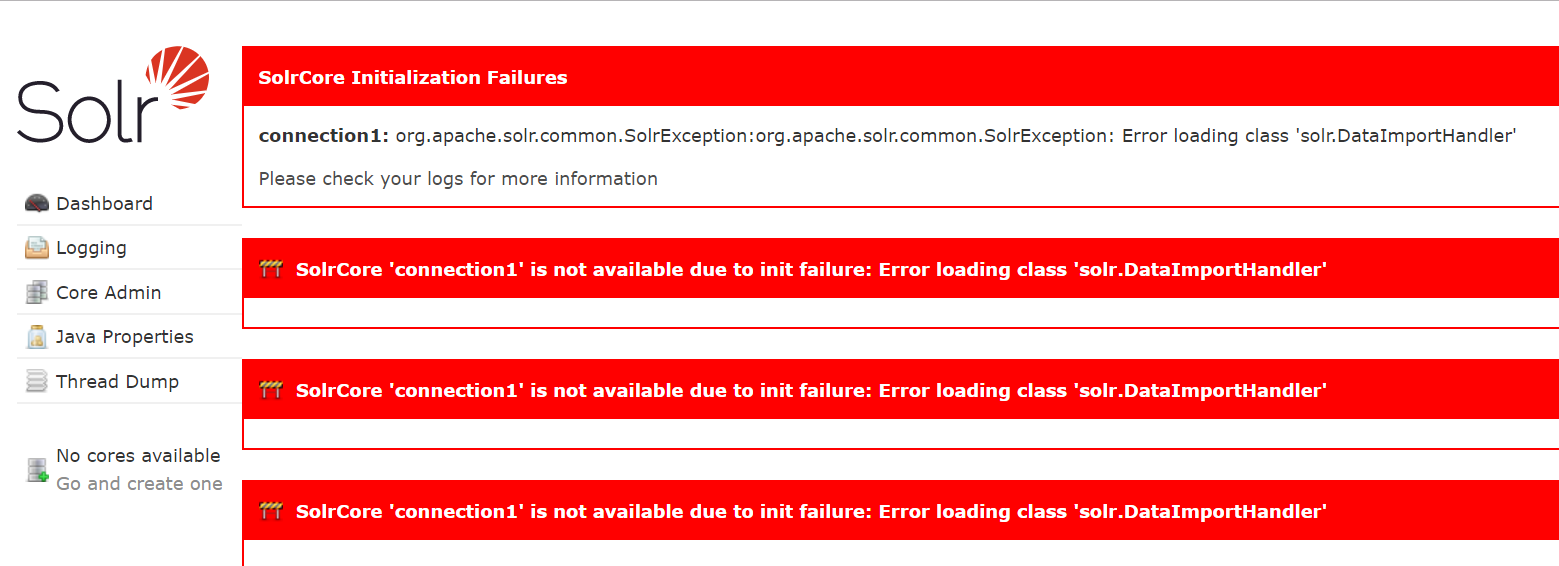 Solr
Dashboard
Logging
Core Admin
Java Properties
Thread Dump
No cores available
Go and create one
SolrCore Initialization Failures
connection1: org.apache.solr.common.SolrException:org.apache.solr.common.SolrException: Error loading class 'solr.DataImportHandler'
Please check your logs for more information
SolrCore 'connection1' is not available due to init failure: Error loading class 'solr.DataImportHandler'
SolrCore 'connection1' is not available due to init failure: Error loading class 'solr.DataImportHandler'
SolrCore 'connection1' is not available due to init failure: Error loading class 'solr.DataImportHandler'